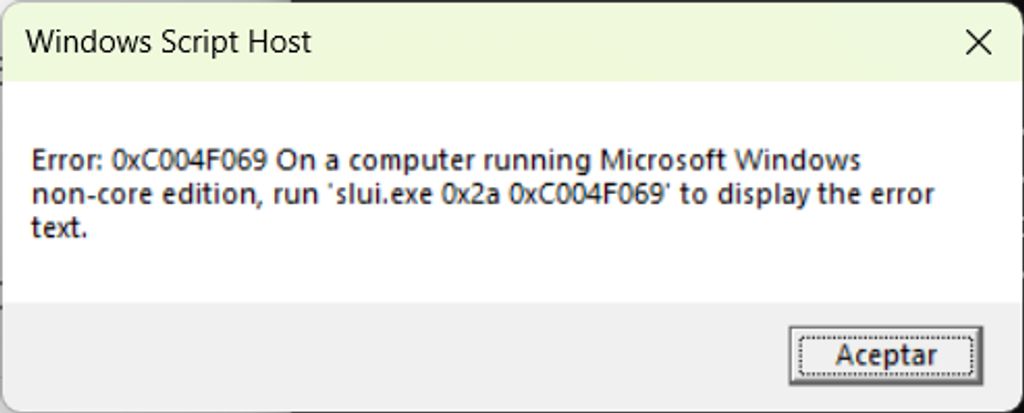 Windows Script Host
Error: 0xC004F069 On a computer running Microsoft Windows
non-core edition, run 'slui.exe 0x2a 0xC004F069' to display the error
text.
Aceptar